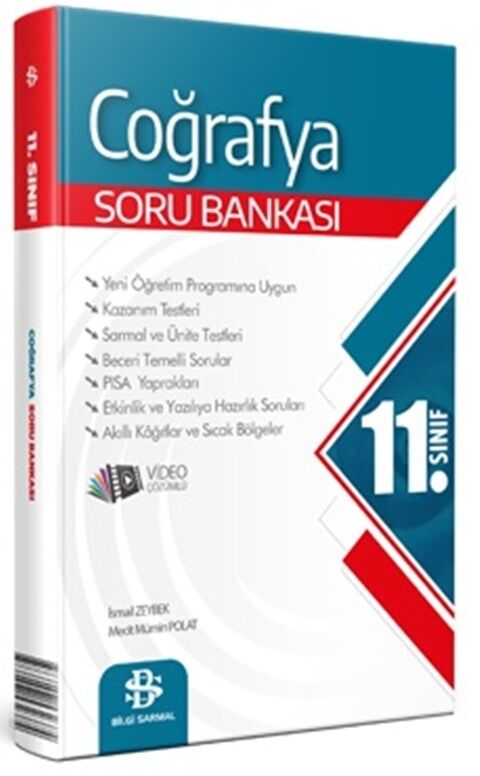 11. SINIF
COĞRAFYA SORU BANKASI
Coğrafya
SORU BANKASI
Yeni Öğretim Programına Uygun
Kazanım Testleri
Sarmal ve Ünite Testleri
Beceri Temelli Sorular
PISA Yaprakları
Etkinlik ve Yazılıya Hazırlık Soruları
Akıllı Kâğıtlar ve Sıcak Bölgeler
VİDEO
ÇÖZÜMLÜ
11. SINIF
İsmail ZEYBEK
Mecit Mümin POLAT
BİLGİ SARMAL